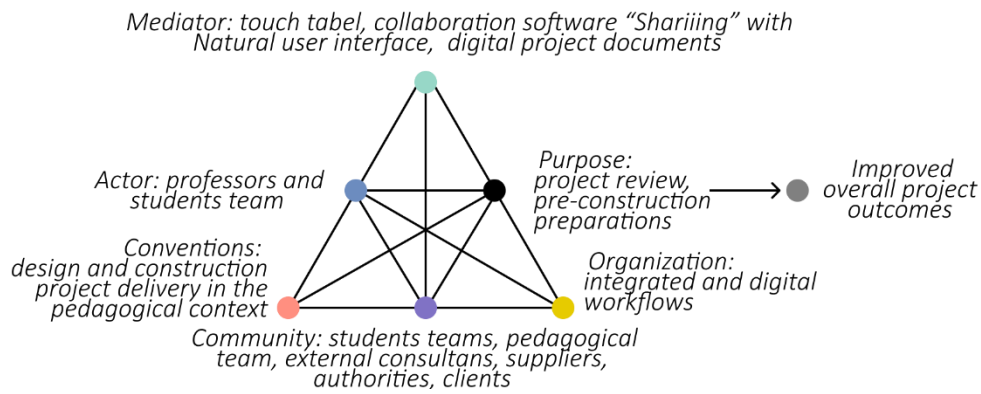 Mediator: touch tabel, collaboration software “Shariiing” with
Natural user interface,  digital project documents
Actor: professors and
students team
Purpose:
project review,
pre-construction
preparations
Improved
overall project
outcomes
Conventions:
design and construction
project delivery in the
pedagogical context
Organization:
integrated and digital
workflows
Community: students teams, pedagogical
team, external consultans, suppliers,
authorities, clients